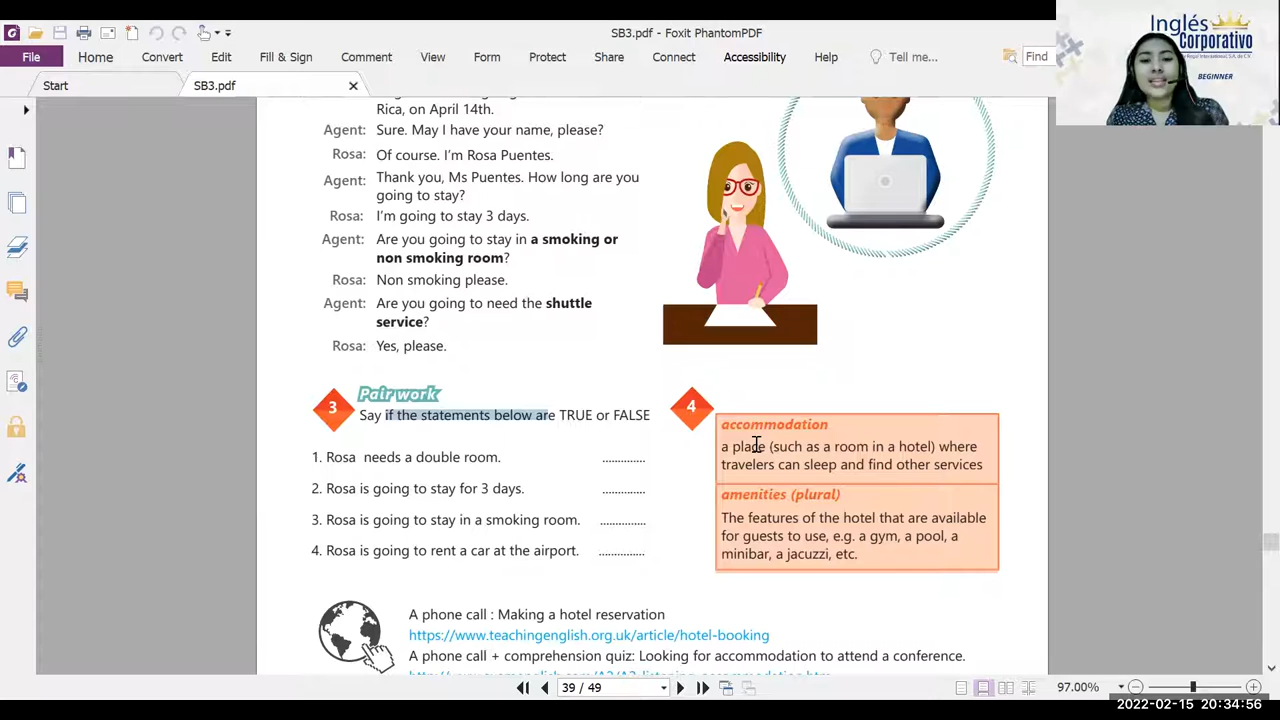 SB3.pdf - Foxit PhantomPDF
File Home Convert Edit Fill & Sign Organize Comment View Form Protect Share Connect Accessibility Help Tell me... Find
Start SB3.pdf
Inglés
Corporativo
BEGINNER
Rica, on April 14th.
Agent: Sure. May I have your name, please?
Rosa: Of course. I'm Rosa Puentes.
Agent: Thank you, Ms Puentes. How long are you
going to stay?
Rosa: I'm going to stay 3 days.
Agent: Are you going to stay in a smoking or
non smoking room?
Rosa: Non smoking please.
Agent: Are you going to need the shuttle
service?
Rosa: Yes, please.
3 Pair work
Say if the statements below are TRUE or FALSE
1. Rosa needs a double room. ..............
2. Rosa is going to stay for 3 days. ..............
3. Rosa is going to stay in a smoking room. ...............
4. Rosa is going to rent a car at the airport. ...............
4
accommodation
a place (such as a room in a hotel) where
travelers can sleep and find other services
amenities (plural)
The features of the hotel that are available
for guests to use, e.g. a gym, a pool, a
minibar, a jacuzzi, etc.
A phone call : Making a hotel reservation
https://www.teachingenglish.org.uk/article/hotel-booking
A phone call + comprehension quiz: Looking for accommodation to attend a conference.
39 / 49
97.00%
2022-02-15 20:34:56